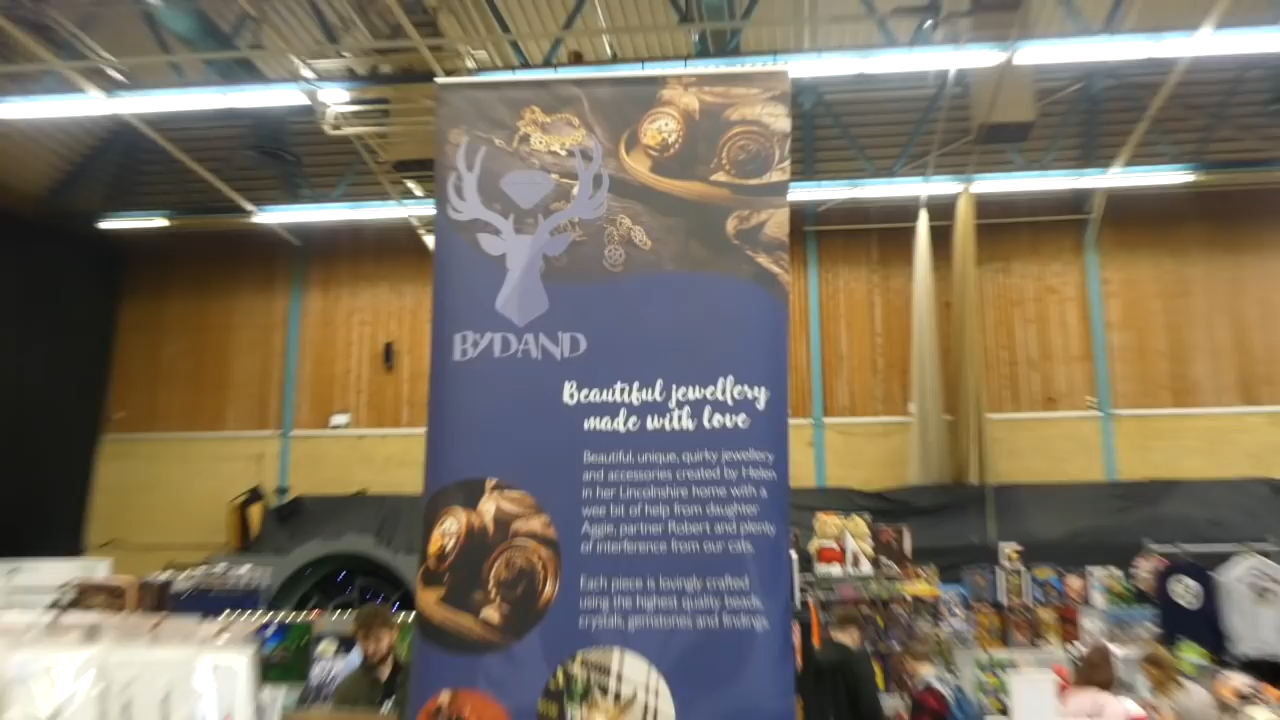 BYDAND
Beautiful jewellery
made with love
Beautiful, unique, quirky jewellery
and accessories created by Helen
in her Lincolnshire home with a
wee bit of help from daughter
Aggie, partner Robert and plenty
of interference from our cats.
Each piece is lovingly crafted
using the highest quality beads,
crystals, gemstones and findings.